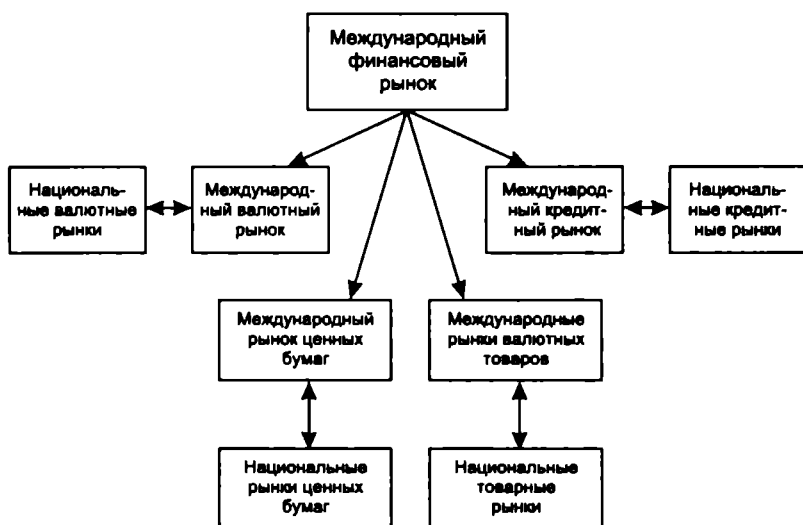 Международный
финансовый
рынок
Националь-
ные валютные
рынки
Международ-
ный валютный
рынок
Международ-
ный кредит-
ный рынок
Националь-
ные кредит-
ные рынки
Международный
рынок ценных
бумаг
Международные
рынки валютных
товаров
Национальные
рынки ценных
бумаг
Национальные
товарные
рынки